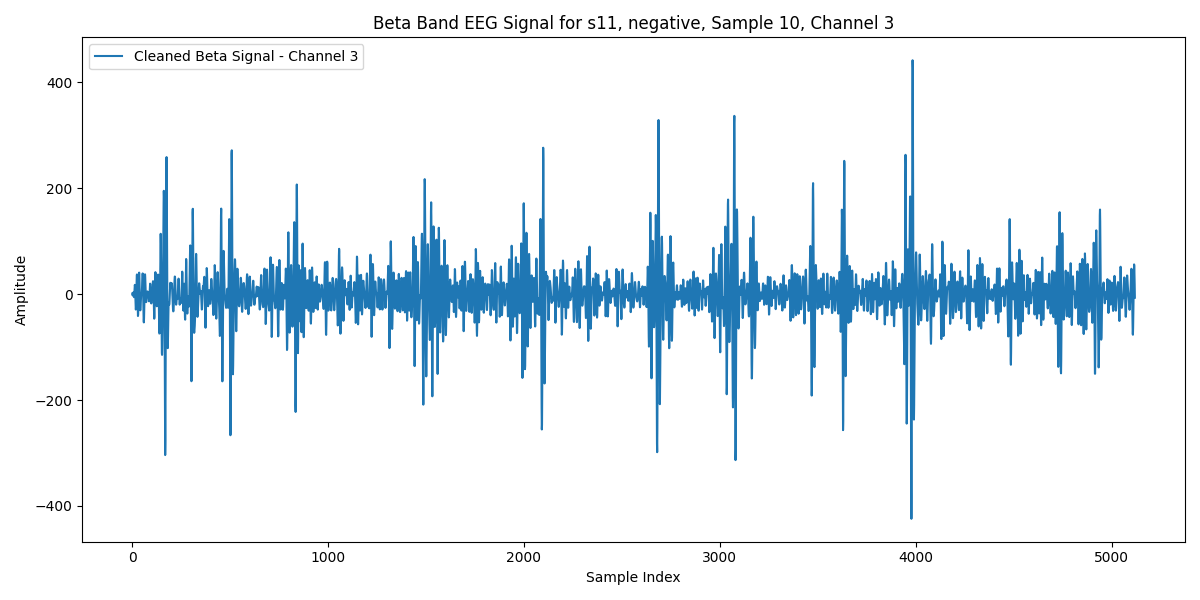 Beta Band EEG Signal for s11, negative, Sample 10, Channel 3
Cleaned Beta Signal - Channel 3
400
200
0
−200
−400
Amplitude
0 1000 2000 3000 4000 5000
Sample Index